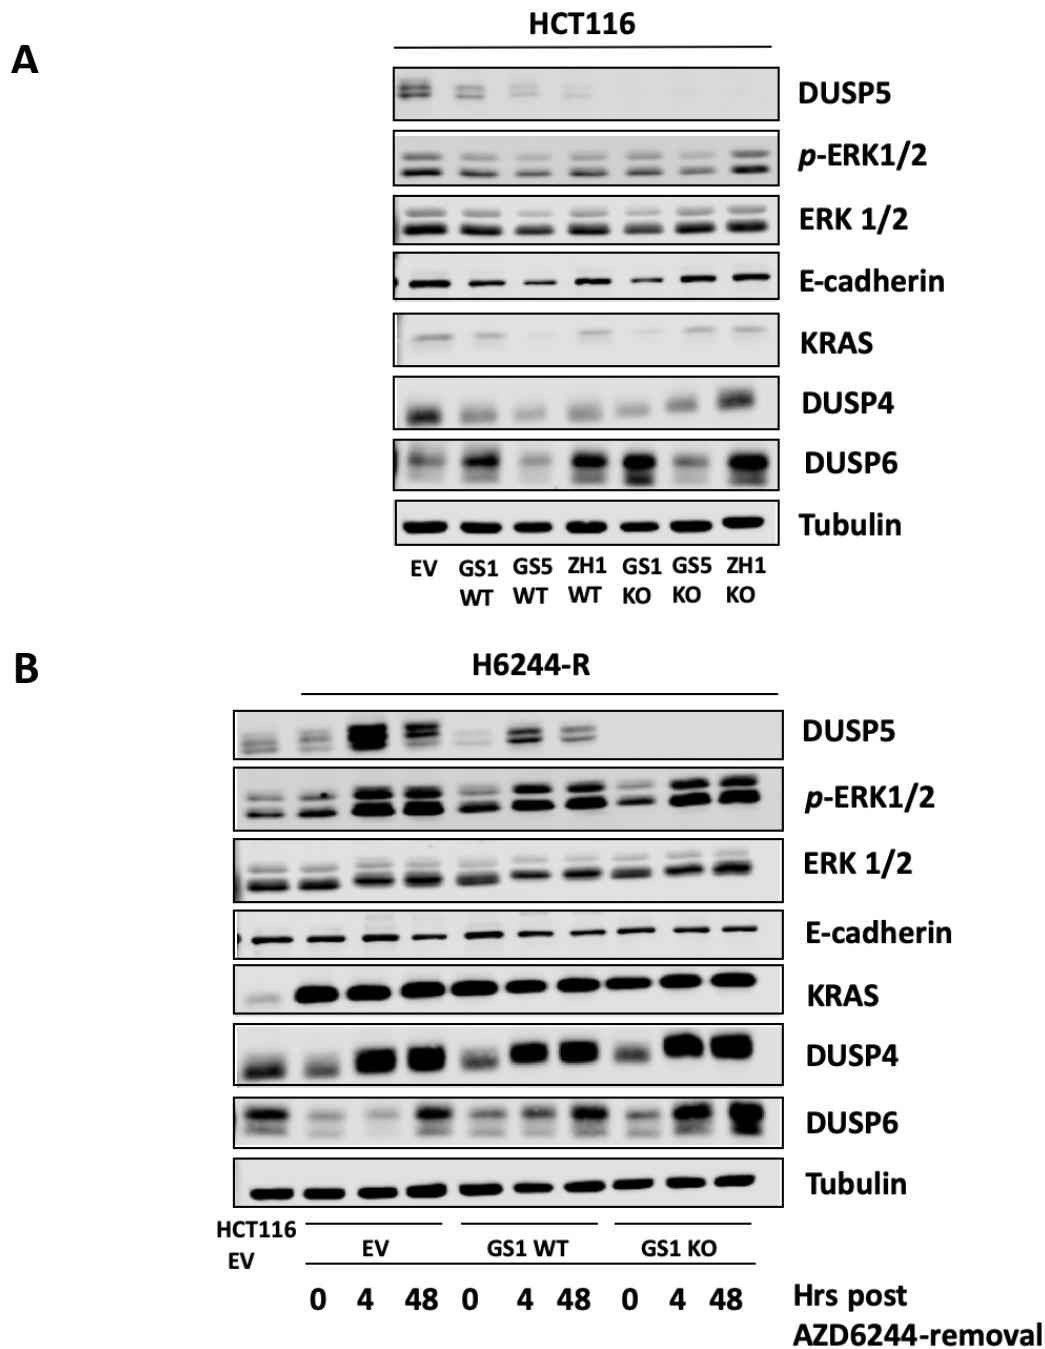 A
HCT116
DUSP5
p-ERK1/2
ERK 1/2
E-cadherin
KRAS
DUSP4
DUSP6
Tubulin
EV GS1 GS5 ZH1 GS1 GS5 ZH1
WT WT WT KO KO KO
B
H6244-R
DUSP5
p-ERK1/2
ERK 1/2
E-cadherin
KRAS
DUSP4
DUSP6
Tubulin
HCT116
EV EV GS1 WT GS1 KO
0 4 48 0 4 48 0 4 48 Hrs post
AZD6244-removal